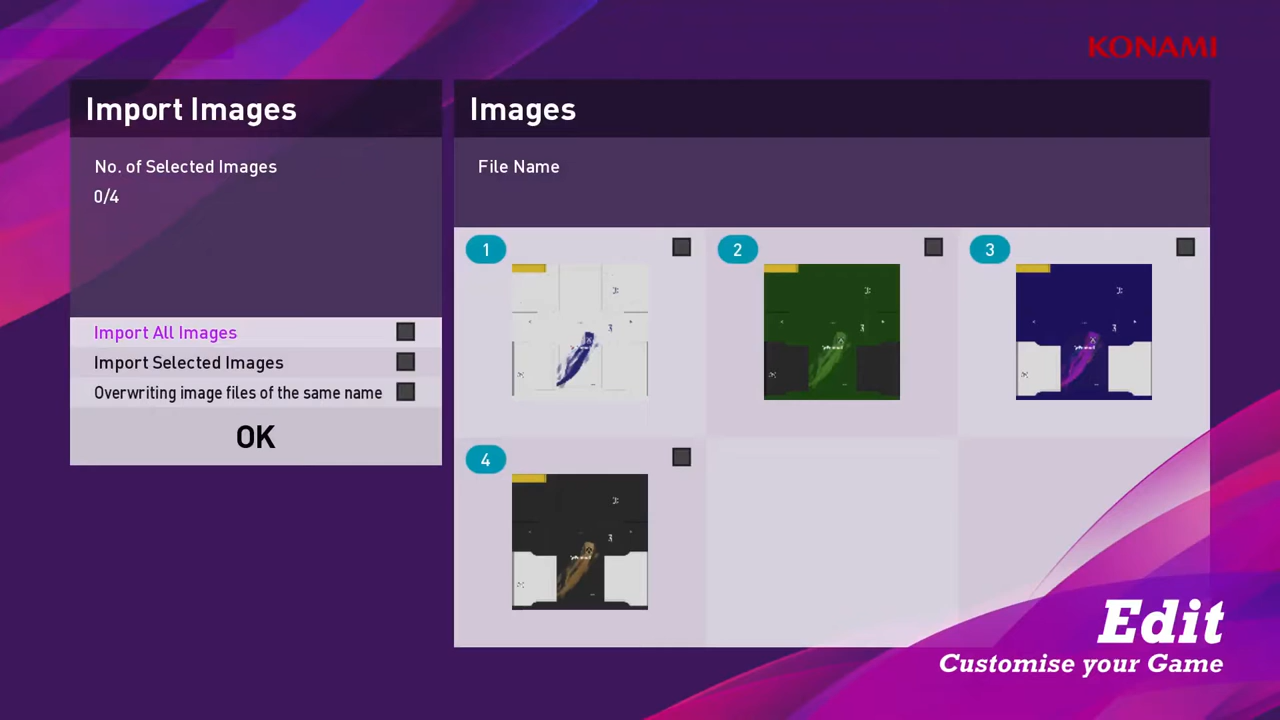 KONAMI
Import Images
No. of Selected Images
0/4
Import All Images
Import Selected Images
Overwriting image files of the same name
OK
Images
File Name
1
2
3
4
Edit
Customise your Game